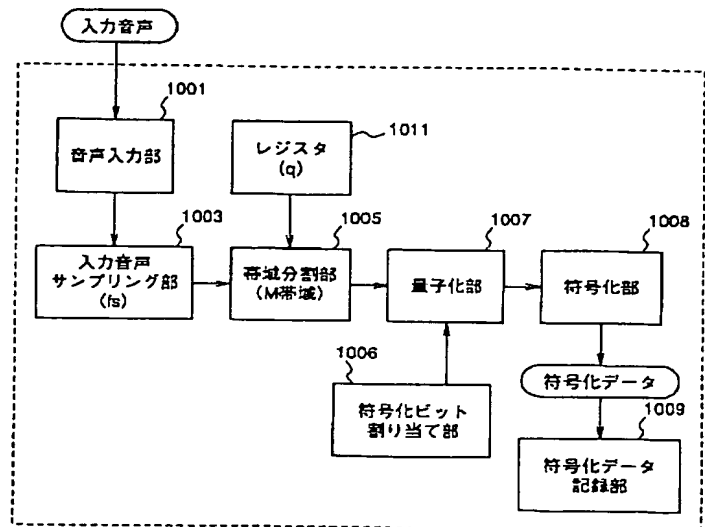 入力音声
1001
音声入力部
1011
レジスタ
(q)
1003
入力音声
サンプリング部
(fs)
1005
帯域分割部
(M帯域)
1007
量子化部
1008
符号化部
1006
符号化ビット
割り当て部
符号化データ
1009
符号化データ
記録部